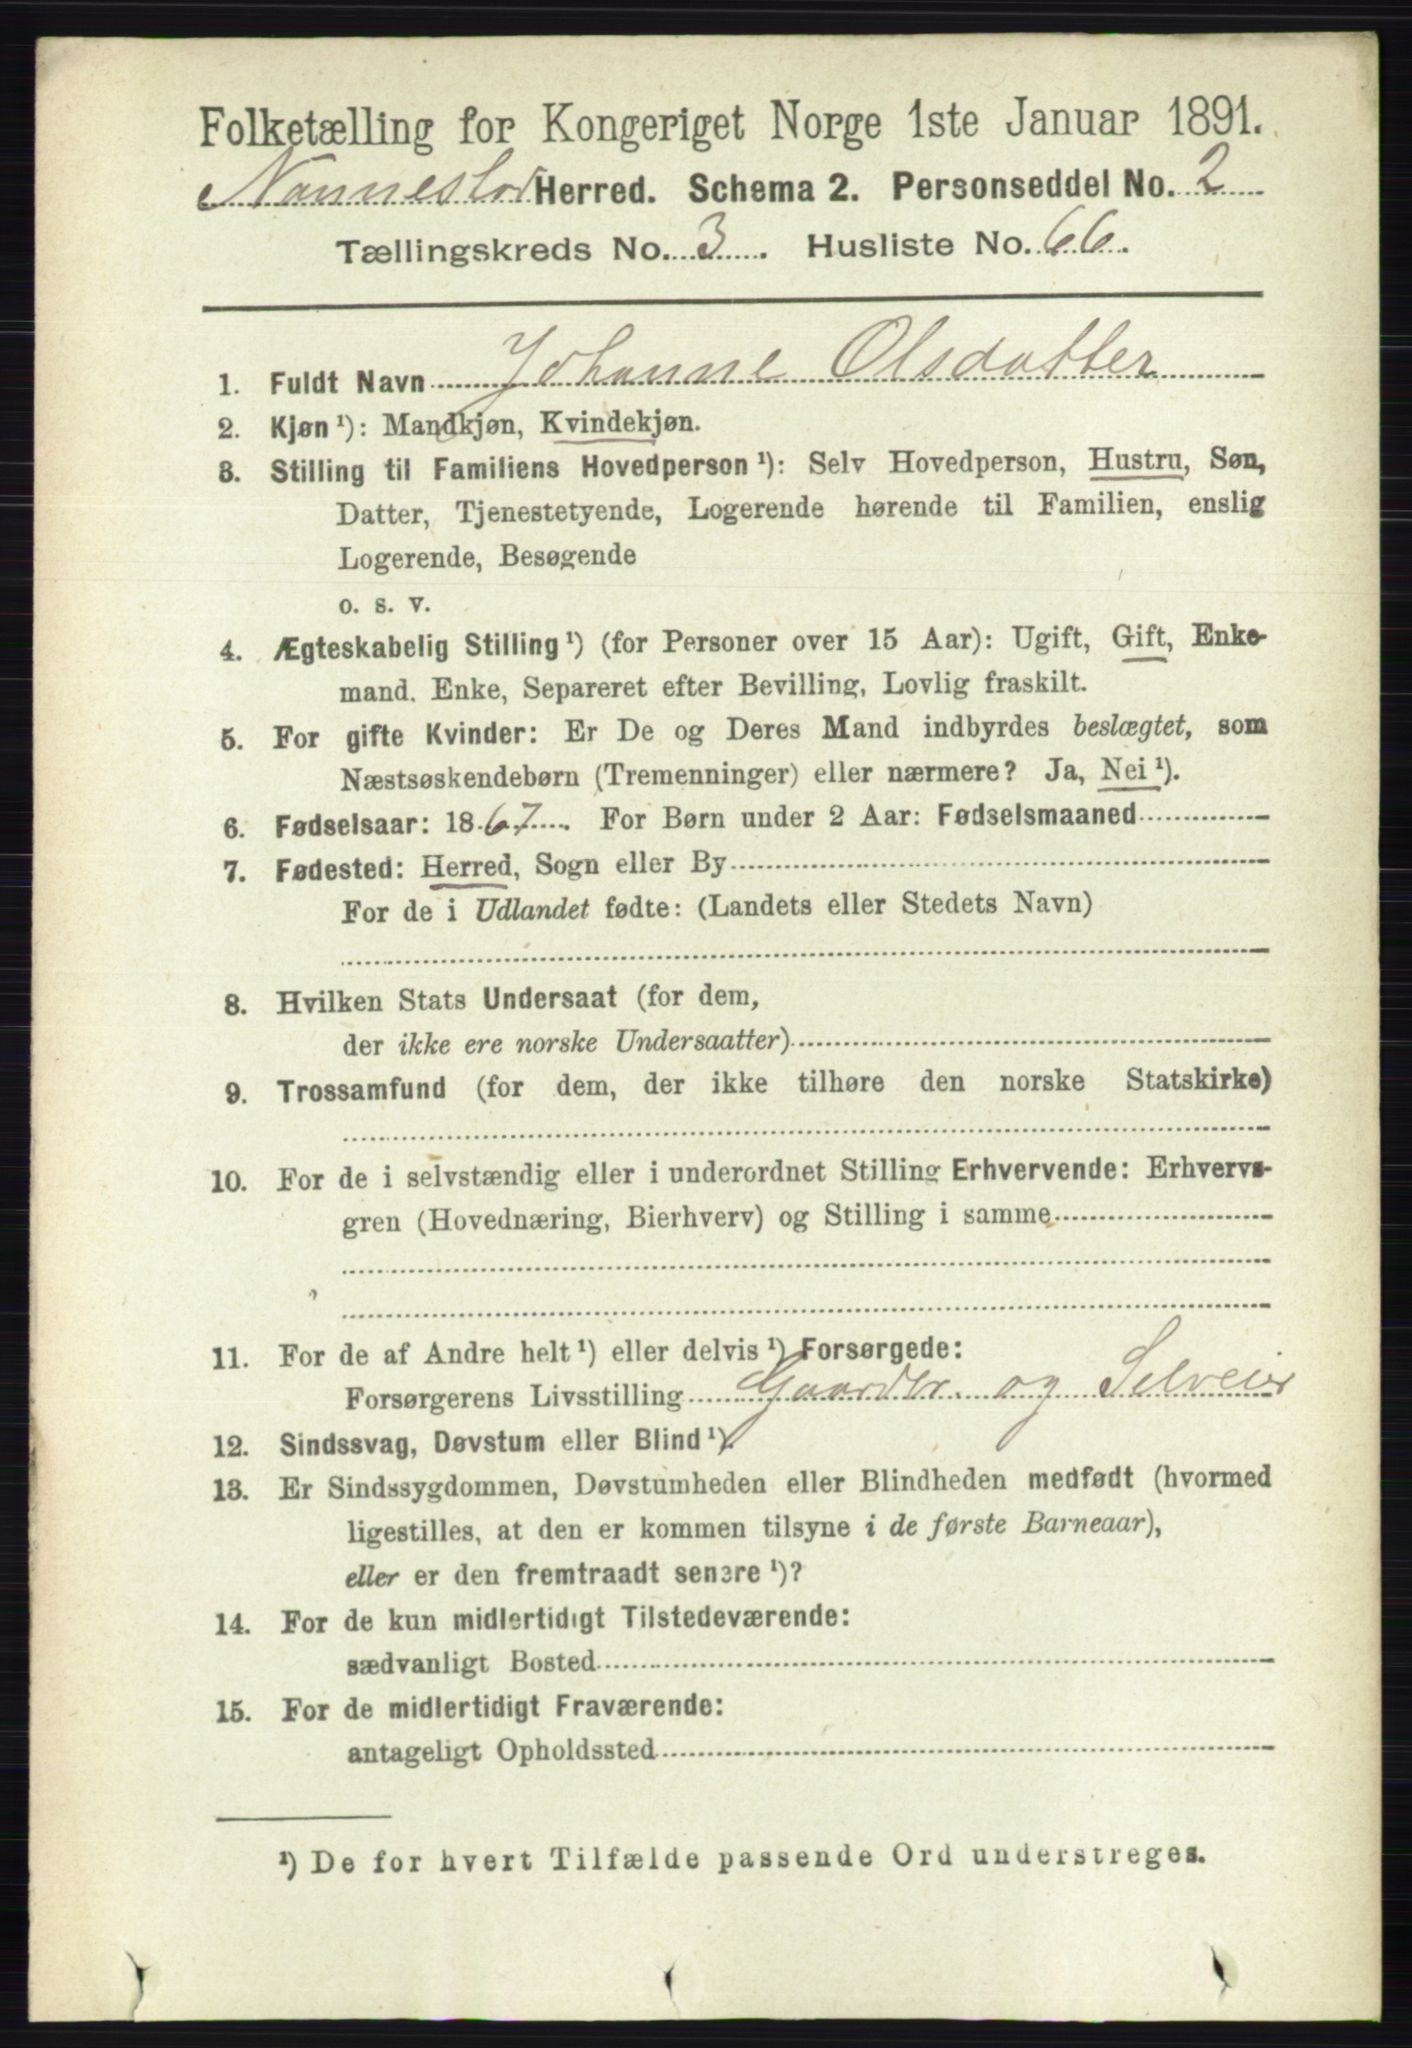 Folketælling for Kongeriget Norge 1ste Januar 1891.
Nannestad Herred. Schema 2. Personseddel No. 2
Tællingskreds No. 3. Husliste No. 66.
1. Fuldt Navn Johanne Olsdatter
2. Kjøn ¹): Mandkjøn, Kvindekjøn.
3. Stilling til Familiens Hovedperson ¹): Selv Hovedperson, Hustru, Søn,
Datter, Tjenestetyende, Logerende hørende til Familien, enslig
Logerende, Besøgende
o. s. v.
4. Ægteskabelig Stilling ¹) (for Personer over 15 Aar): Ugift, Gift, Enke-
mand. Enke, Separeret efter Bevilling, Lovlig fraskilt.
5. For gifte Kvinder: Er De og Deres Mand indbyrdes beslægtet, som
Næstsøskendebørn (Tremenninger) eller nærmere? Ja, Nei ¹).
6. Fødselsaar: 1867. For Børn under 2 Aar: Fødselsmaaned
7. Fødested: Herred, Sogn eller By
For de i Udlandet fødte: (Landets eller Stedets Navn)
8. Hvilken Stats Undersaat (for dem,
der ikke ere norske Undersaatter)
9. Trossamfund (for dem, der ikke tilhøre den norske Statskirke)
10. For de i selvstændig eller i underordnet Stilling Erhvervende: Erhvervs-
gren (Hovednæring, Bierhverv) og Stilling i samme
11. For de af Andre helt ¹) eller delvis ¹) Forsørgede:
Forsørgerens Livsstilling Gaardbr. og Selveier
12. Sindssvag, Døvstum eller Blind ¹).
13. Er Sindssygdommen, Døvstumheden eller Blindheden medfødt (hvormed
ligestilles, at den er kommen tilsyne i de første Barneaar),
eller er den fremtraadt senere ¹)?
14. For de kun midlertidigt Tilstedeværende:
sædvanligt Bosted
15. For de midlertidigt Fraværende:
antageligt Opholdssted
¹) De for hvert Tilfælde passende Ord understreges.